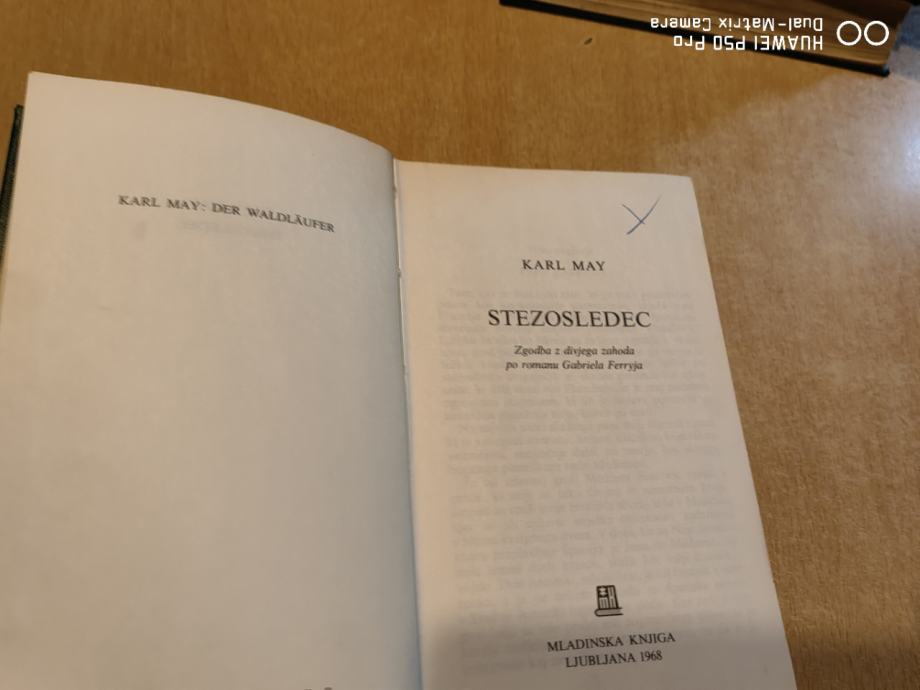 KARL MAY: DER WALDLÄUFER
KARL MAY
STEZOSLEDEC
Zgodba z divjega zahoda
po romanu Gabriela Ferryja
MLADINSKA KNJIGA
LJUBLJANA 1968
HUAWEI P50 Pro
Dual-Matrix Camera